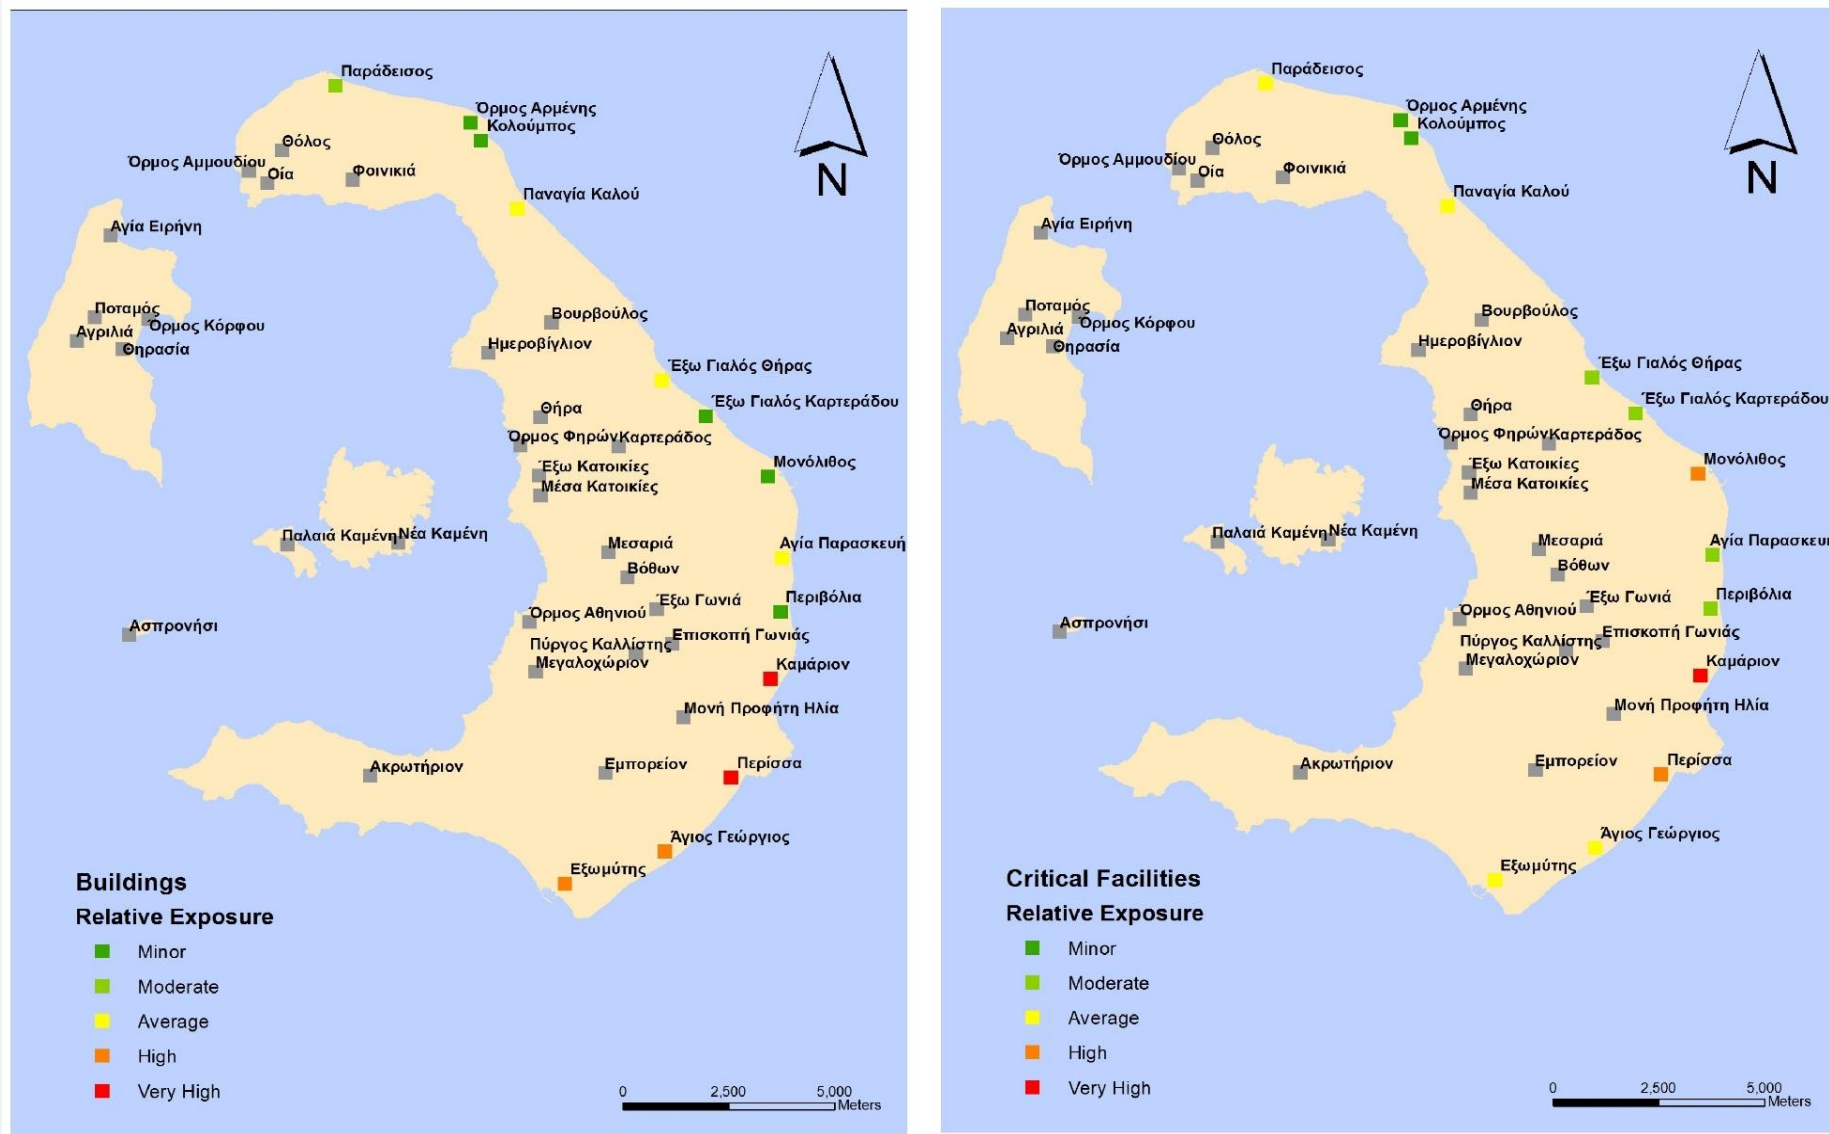 Παράδεισος
Όρμος Αρμένης
Κολούμπος
Θόλος
Όρμος Αμμουδίου
Οία
Φοινικιά
N
Παναγία Καλού
Αγία Ειρήνη
Ποταμός
Όρμος Κόρφου
Αγριλιά
Θηρασία
Βουρβούλος
Ημεροβίγλιον
Έξω Γιαλός Θήρας
Έξω Γιαλός Καρτεράδου
Θήρα
Όρμος Φηρών
Καρτεράδος
Έξω Κατοικίες
Μέσα Κατοικίες
Μονόλιθος
Παλαιά Καμένη
Νέα Καμένη
Μεσαριά
Βόθων
Αγία Παρασκευή
Έξω Γωνιά
Περιβόλια
Όρμος Αθηνιού
Ασπρονήσι
Επισκοπή Γωνιάς
Πύργος Καλλίστης
Μεγαλοχώριον
Καμάριον
Μονή Προφήτη Ηλία
Ακρωτήριον
Εμπορείον
Περίσσα
Άγιος Γεώργιος
Εξωμύτης
Buildings
Relative Exposure
Minor
Moderate
Average
High
Very High
0 2,500 5,000
Meters
Παράδεισος
Όρμος Αρμένης
Κολούμπος
Θόλος
Όρμος Αμμουδίου
Οία
Φοινικιά
N
Παναγία Καλού
Αγία Ειρήνη
Ποταμός
Όρμος Κόρφου
Αγριλιά
Θηρασία
Βουρβούλος
Ημεροβίγλιον
Έξω Γιαλός Θήρας
Έξω Γιαλός Καρτεράδου
Θήρα
Όρμος Φηρών
Καρτεράδος
Έξω Κατοικίες
Μέσα Κατοικίες
Μονόλιθος
Παλαιά Καμένη
Νέα Καμένη
Μεσαριά
Βόθων
Αγία Παρασκευ
Έξω Γωνιά
Περιβόλια
Όρμος Αθηνιού
Ασπρονήσι
Επισκοπή Γωνιάς
Πύργος Καλλίστης
Μεγαλοχώριον
Καμάριον
Μονή Προφήτη Ηλία
Ακρωτήριον
Εμπορείον
Περίσσα
Άγιος Γεώργιος
Εξωμύτης
Critical Facilities
Relative Exposure
Minor
Moderate
Average
High
Very High
0 2,500 5,000
Meters